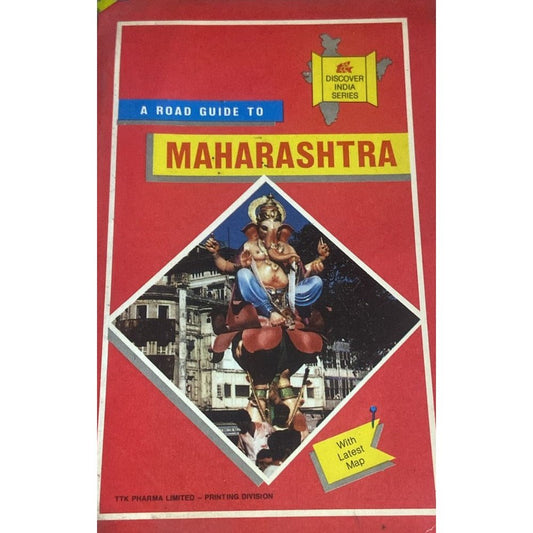 DISCOVER
INDIA
SERIES
A ROAD GUIDE TO
MAHARASHTRA
With
Latest
Map
TTK PHARMA LIMITED – PRINTING DIVISION